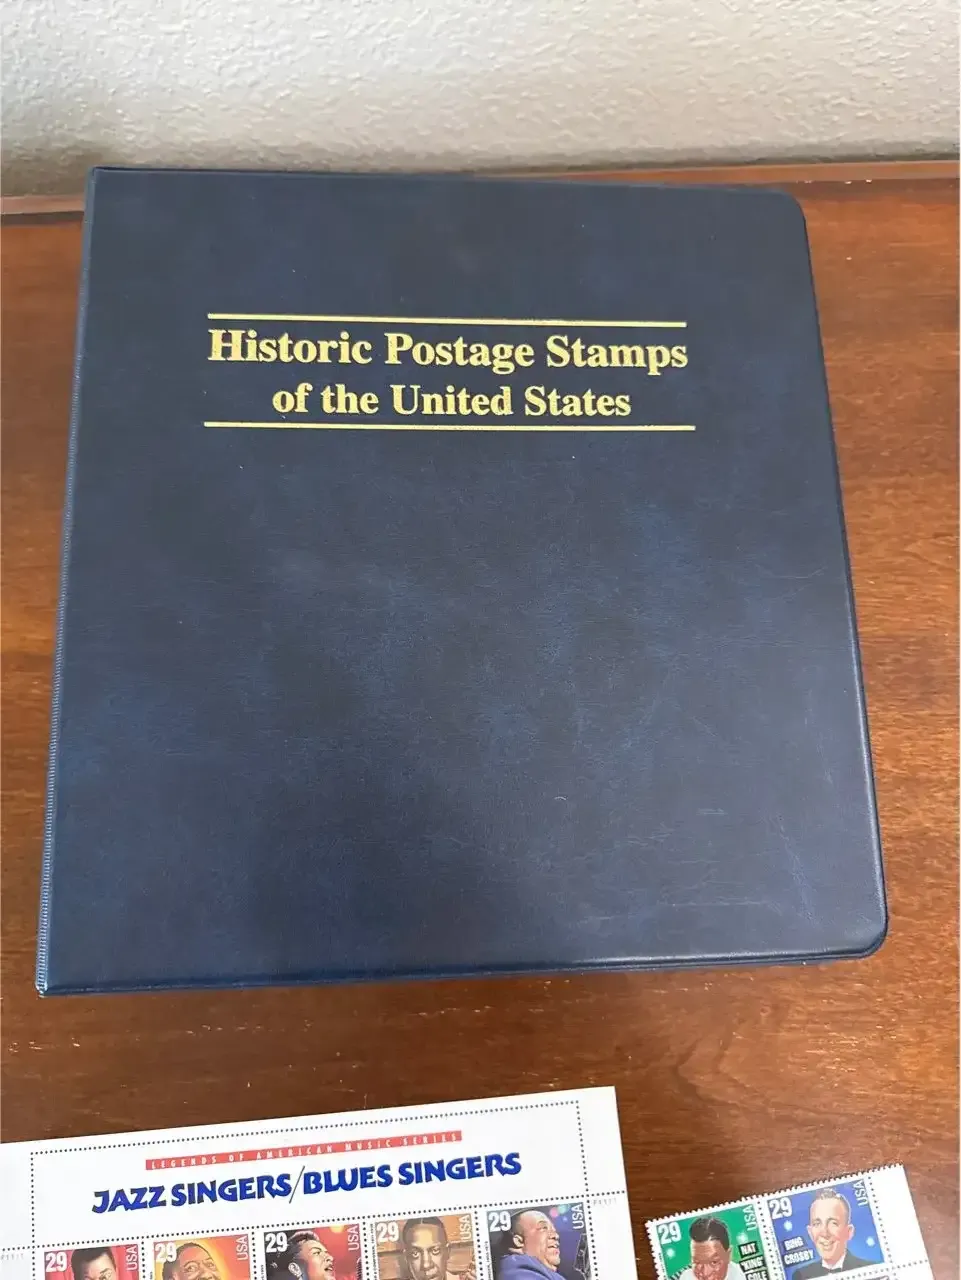 Historic Postage Stamps
of the United States
LEGENDS OF AMERICAN MUSIC SERIES
JAZZ SINGERS/BLUES SINGERS
29 USA
29 USA
29
29 USA
29 USA
29 USA
NAT
"KING"
COLE
29 USA
BING
CROSBY